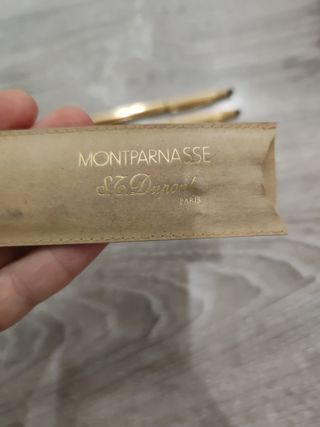 MONTPARNASSE
S.T. Dupont
PARIS